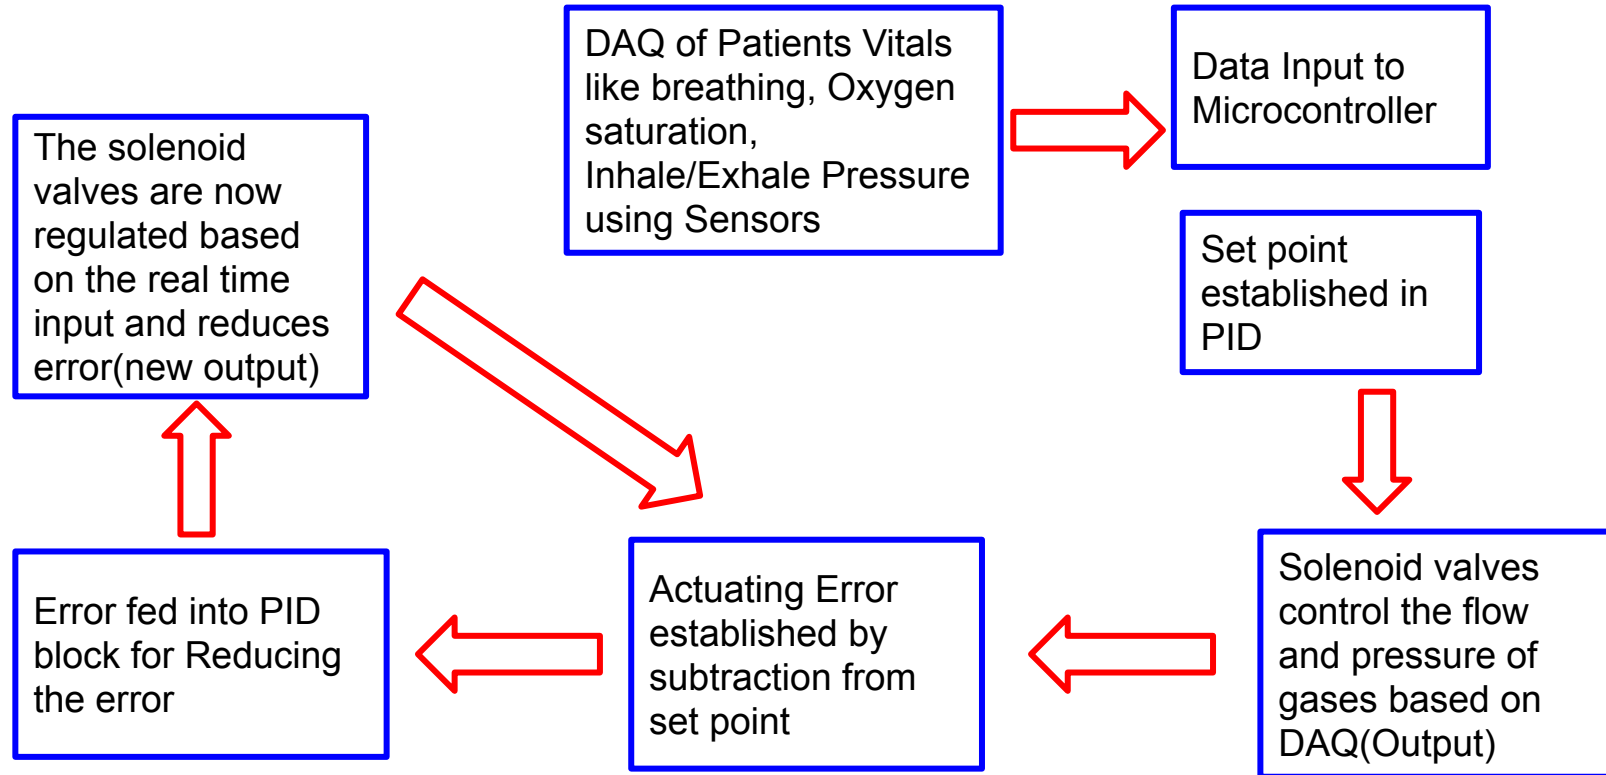 DAQ of Patients Vitals
like breathing, Oxygen
saturation,
Inhale/Exhale Pressure
using Sensors
Data Input to
Microcontroller
Set point
established in
PID
Solenoid valves
control the flow
and pressure of
gases based on
DAQ(Output)
Actuating Error
established by
subtraction from
set point
Error fed into PID
block for Reducing
the error
The solenoid
valves are now
regulated based
on the real time
input and reduces
error(new output)